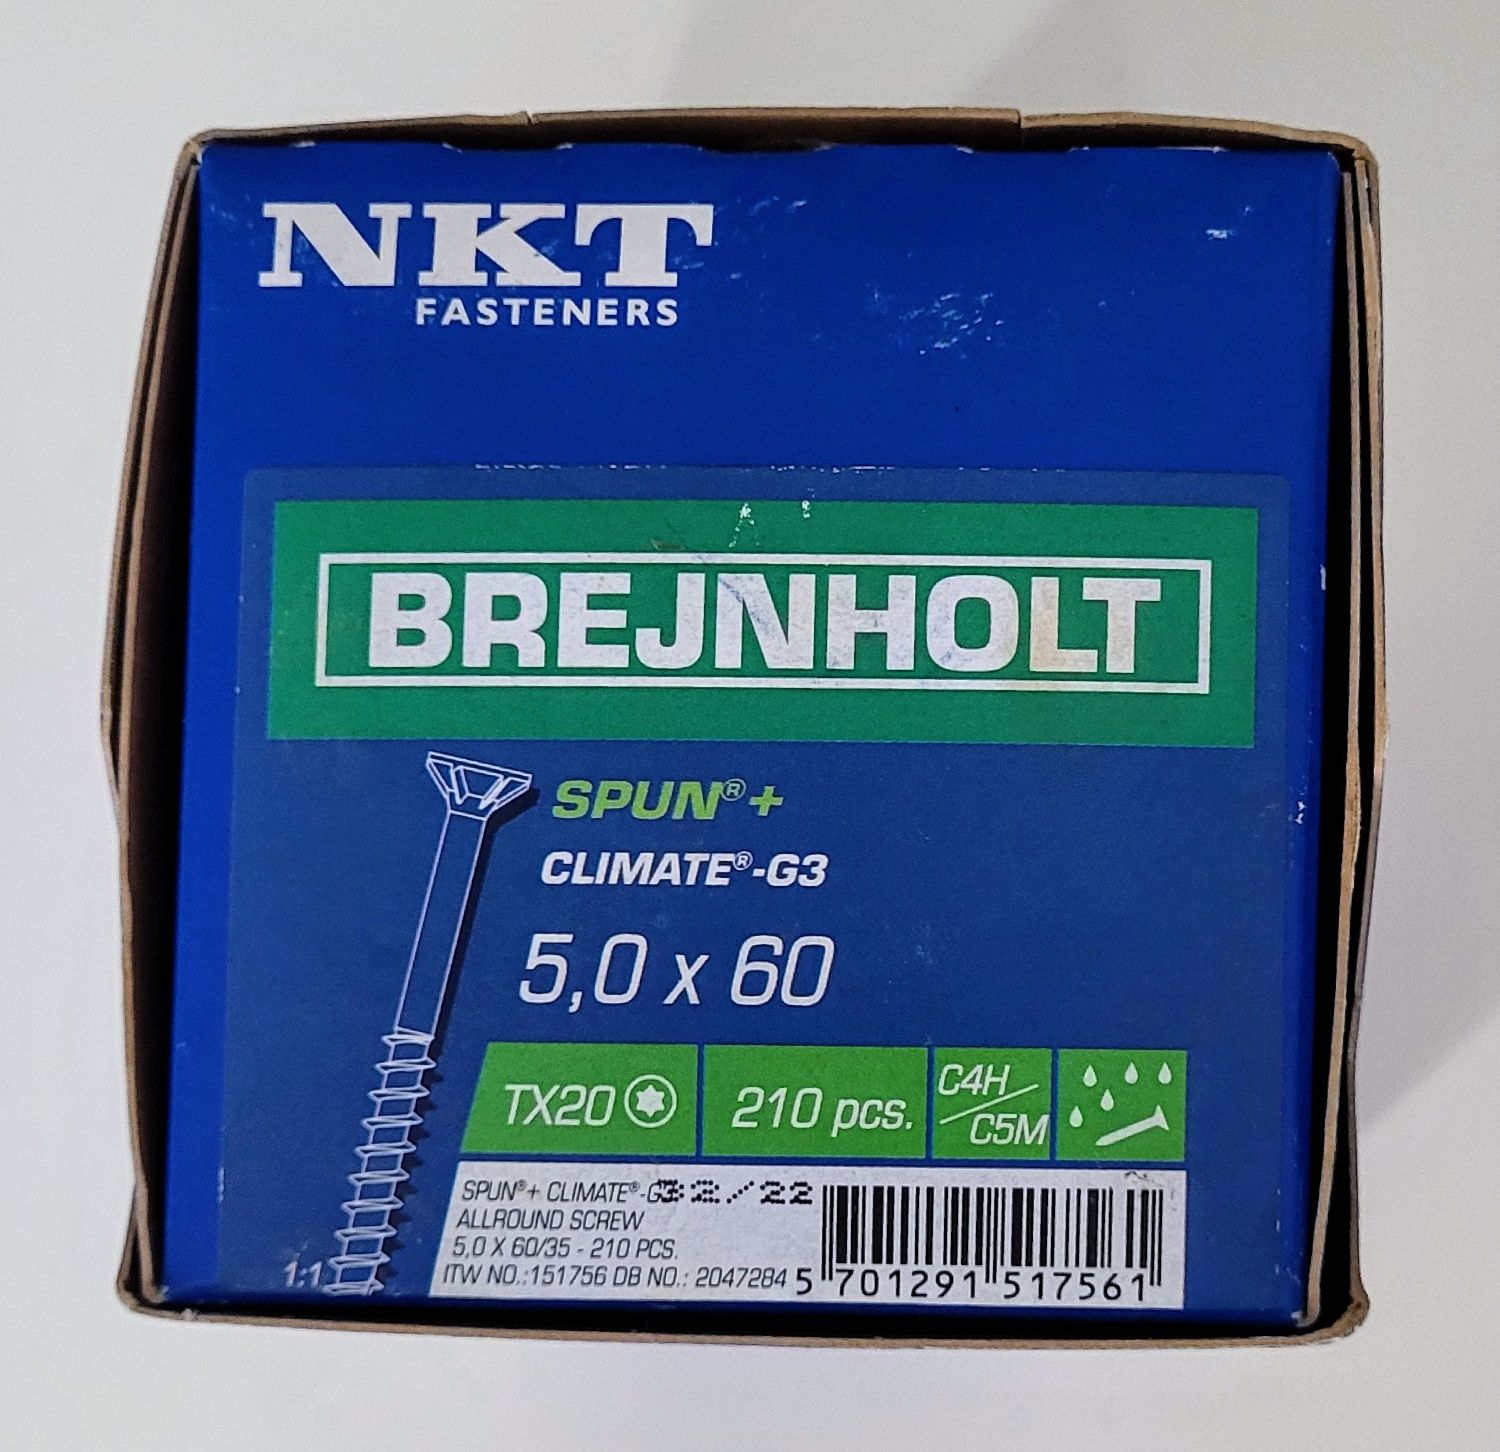 NKT
FASTENERS
BREJNHOLT
SPUN®+
CLIMATE®-G3
5,0 x 60
TX20
210 pcs.
C4H/C5M
SPUN®+ CLIMATE®-G3 32/22
ALLROUND SCREW
5,0 X 60/35 - 210 PCS.
ITW NO.:151756 DB NO.: 2047284
5 701291 517561
1:1